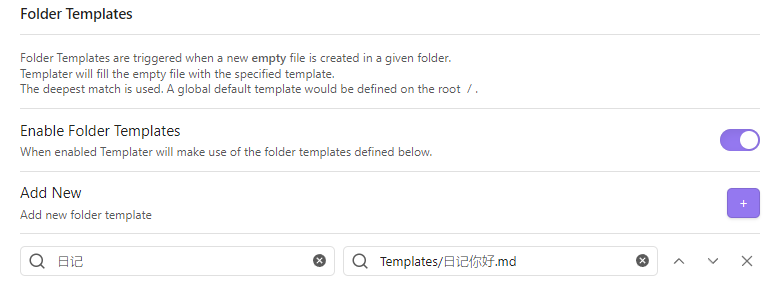 Folder Templates
Folder Templates are triggered when a new empty file is created in a given folder.
Templater will fill the empty file with the specified template.
The deepest match is used. A global default template would be defined on the root / .
Enable Folder Templates
When enabled Templater will make use of the folder templates defined below.
Add New
Add new folder template
+
日记 Templates/日记你好.md